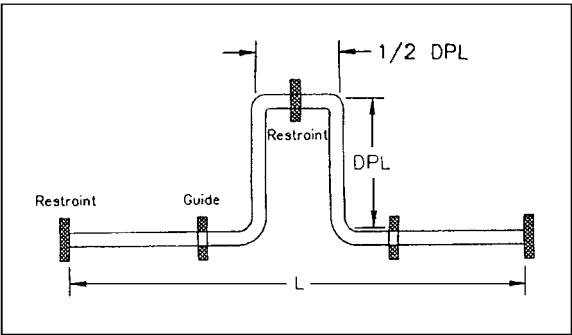 1/2 DPL
Restraint
DPL
Restraint
Guide
L